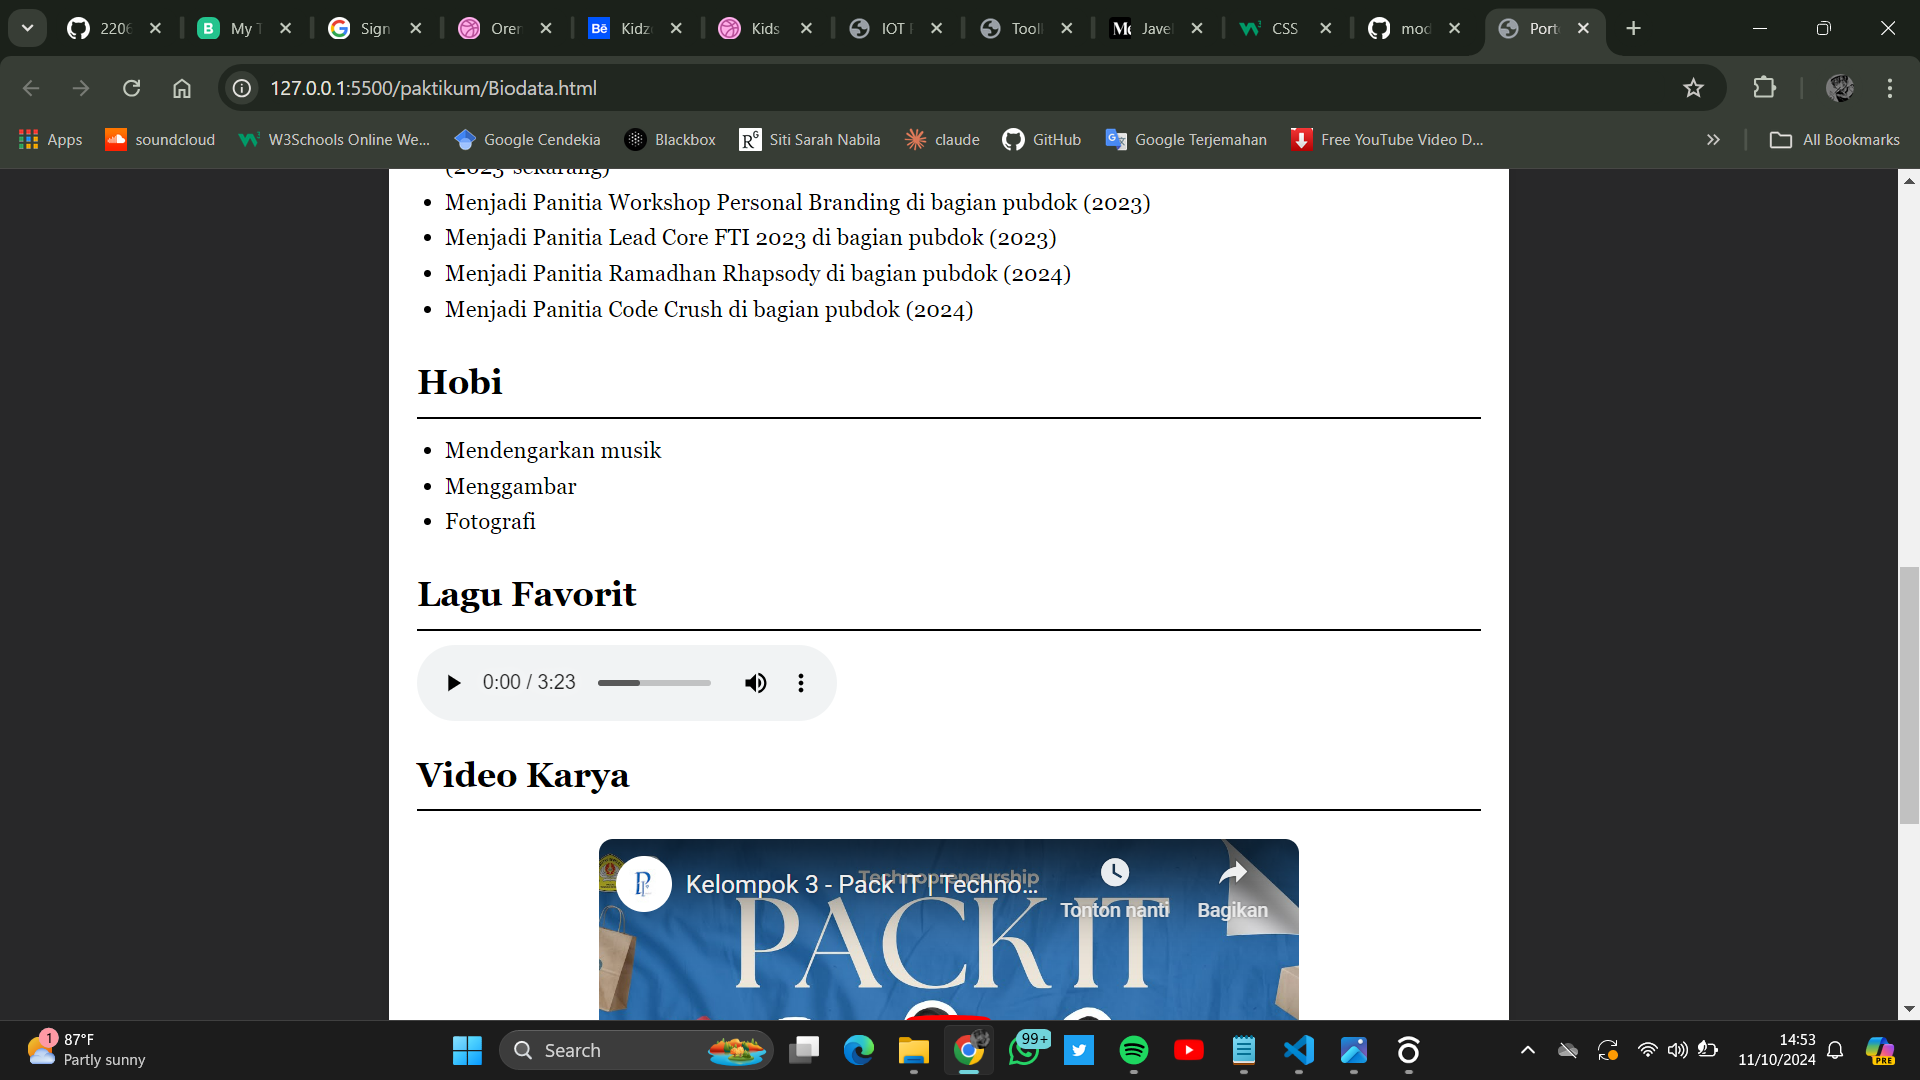 2206
My T
Sign
Orer
Bē
Kidz
Kids
IOT F
Tooll
Javel
CSS
mod
Port
127.0.0.1:5500/paktikum/Biodata.html
Apps
soundcloud
W3Schools Online We...
Google Cendekia
Blackbox
Siti Sarah Nabila
claude
GitHub
Google Terjemahan
Free YouTube Video D...
All Bookmarks
(2023-sekarang)
Menjadi Panitia Workshop Personal Branding di bagian pubdok (2023)
Menjadi Panitia Lead Core FTI 2023 di bagian pubdok (2023)
Menjadi Panitia Ramadhan Rhapsody di bagian pubdok (2024)
Menjadi Panitia Code Crush di bagian pubdok (2024)
Hobi
Mendengarkan musik
Menggambar
Fotografi
Lagu Favorit
0:00 / 3:23
Video Karya
Technopreneurship
Kelompok 3 - Pack IT | Techno...
Tonton nanti
Bagikan
PACK IT
1
87°F
Partly sunny
Search
99+
14:53
11/10/2024
PRE